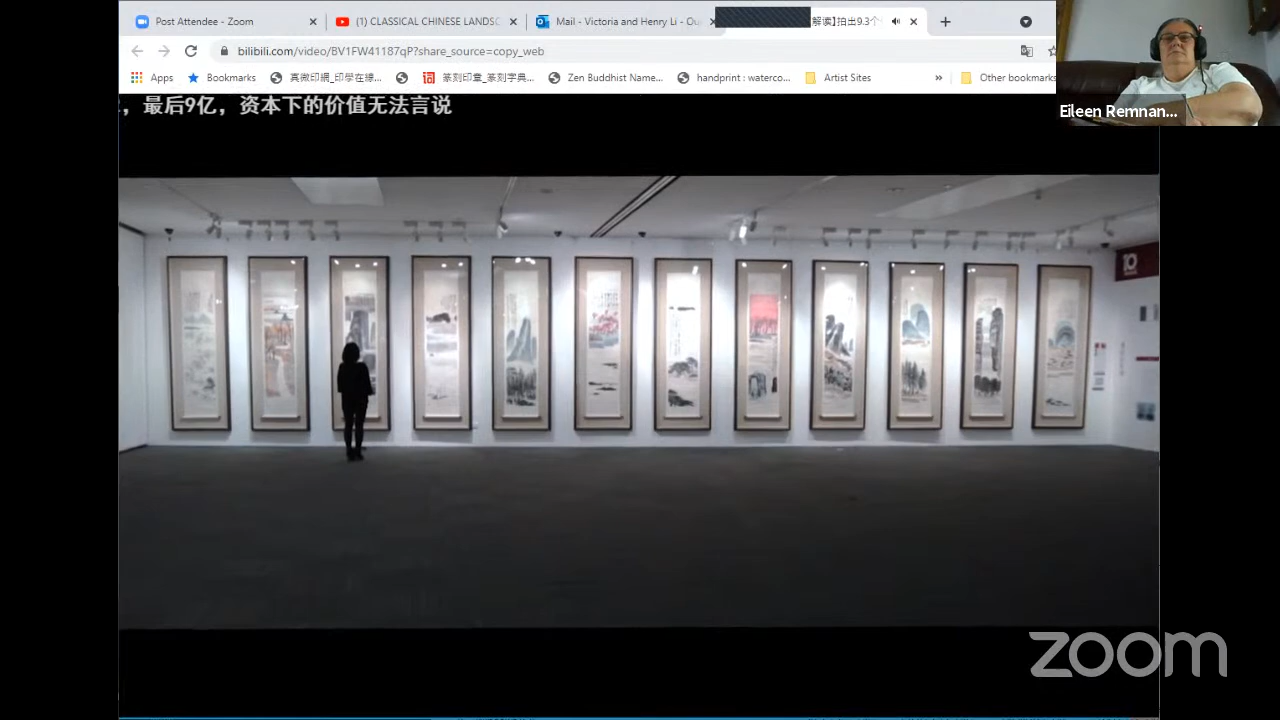 Post Attendee - Zoom
(1) CLASSICAL CHINESE LANDSC
Mail - Victoria and Henry Li - Ou
解读】拍出9.3个
bilibili.com/video/BV1FW41187qP?share_source=copy_web
Apps
Bookmarks
真微印網_印學在線...
篆刻印章_篆刻字典...
Zen Buddhist Name...
handprint : waterco...
Artist Sites
»
Other bookmarks
Eileen Remnan...
，最后9亿，资本下的价值无法言说
10
zoom